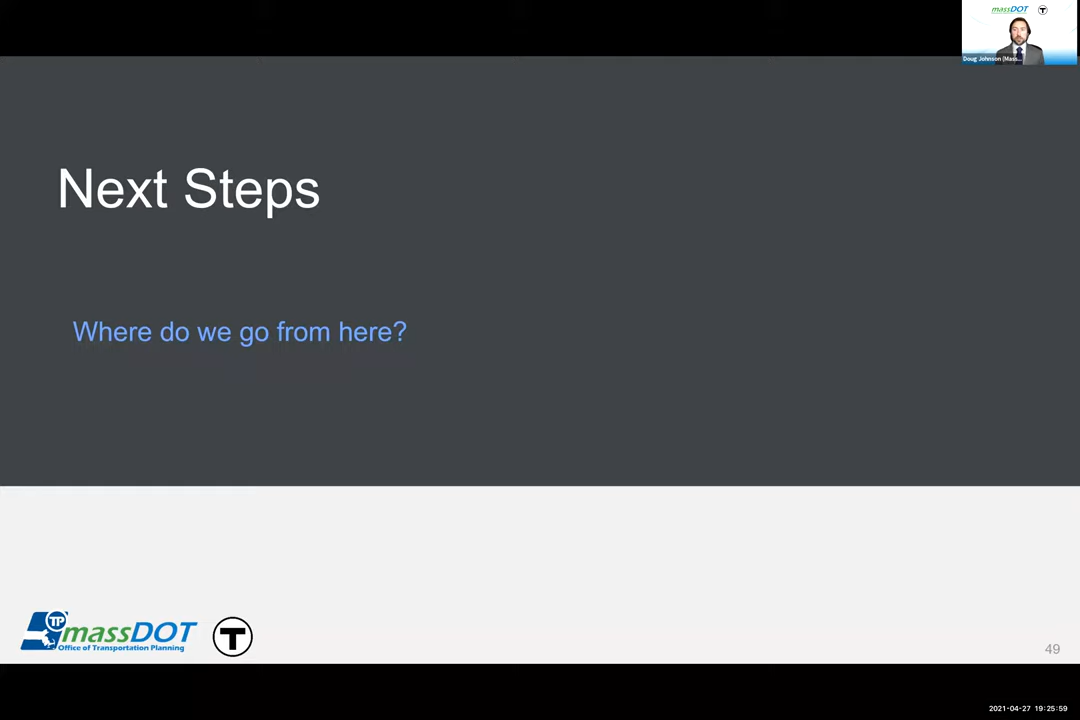 massDOT T
Doug Johnson (Mass...
Next Steps
Where do we go from here?
TP massDOT T
Office of Transportation Planning
49
2021-04-27 19:25:59